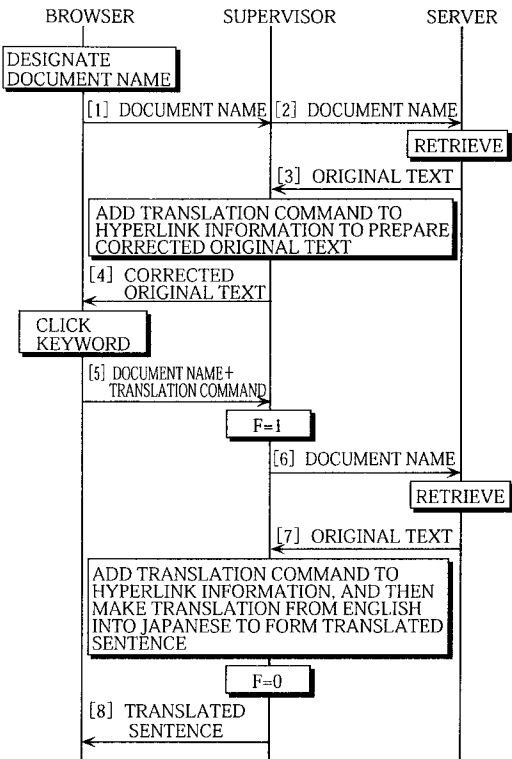 BROWSER SUPERVISOR SERVER
DESIGNATE
DOCUMENT NAME
[1] DOCUMENT NAME [2] DOCUMENT NAME
RETRIEVE
[3] ORIGINAL TEXT
ADD TRANSLATION COMMAND TO
HYPERLINK INFORMATION TO PREPARE
CORRECTED ORIGINAL TEXT
[4] CORRECTED
ORIGINAL TEXT
CLICK
KEYWORD
[5] DOCUMENT NAME+
TRANSLATION COMMAND
F=1
[6] DOCUMENT NAME
RETRIEVE
[7] ORIGINAL TEXT
ADD TRANSLATION COMMAND TO
HYPERLINK INFORMATION, AND THEN
MAKE TRANSLATION FROM ENGLISH
INTO JAPANESE TO FORM TRANSLATED
SENTENCE
F=0
[8] TRANSLATED
SENTENCE